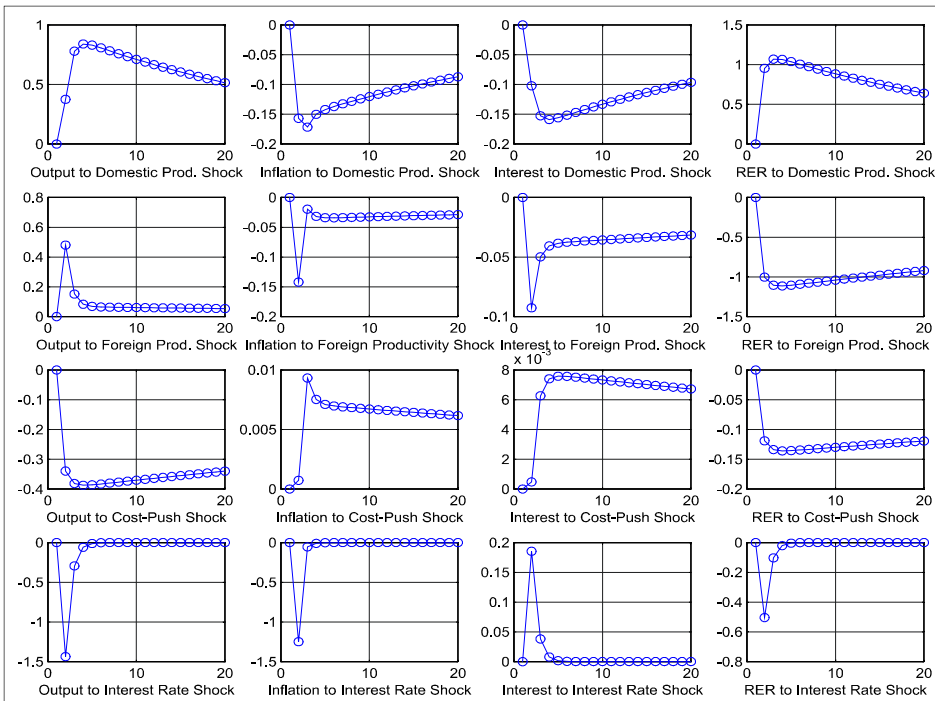 1
0.5
0
0 10 20
Output to Domestic Prod. Shock
0
-0.05
-0.1
-0.15
-0.2
0 10 20
Inflation to Domestic Prod. Shock
0
-0.05
-0.1
-0.15
-0.2
0 10 20
Interest to Domestic Prod. Shock
1.5
1
0.5
0
0 10 20
RER to Domestic Prod. Shock
0.8
0.6
0.4
0.2
0
0 10 20
Output to Foreign Prod. Shock
0
-0.05
-0.1
-0.15
-0.2
0 10 20
Inflation to Foreign Productivity Shock
0
-0.05
-0.1
0 10 20
Interest to Foreign Prod. Shock
0
-0.5
-1
-1.5
0 10 20
RER to Foreign Prod. Shock
0
-0.1
-0.2
-0.3
-0.4
0 10 20
Output to Cost-Push Shock
0.01
0.005
0
0 10 20
Inflation to Cost-Push Shock
x 10-3
8
6
4
2
0
0 10 20
Interest to Cost-Push Shock
0
-0.05
-0.1
-0.15
-0.2
0 10 20
RER to Cost-Push Shock
0
-0.5
-1
-1.5
0 10 20
Output to Interest Rate Shock
0
-0.5
-1
-1.5
0 10 20
Inflation to Interest Rate Shock
0.2
0.15
0.1
0.05
0
0 10 20
Interest to Interest Rate Shock
0
-0.2
-0.4
-0.6
-0.8
0 10 20
RER to Interest Rate Shock